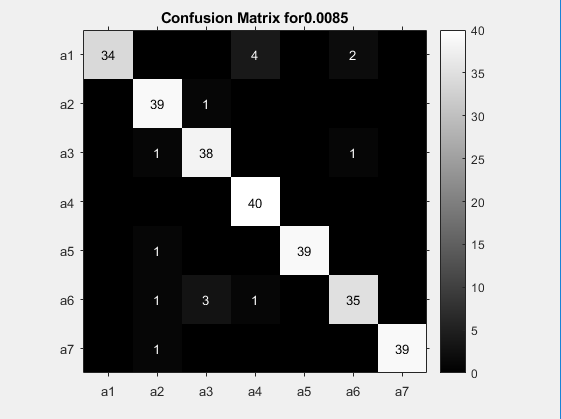 Confusion Matrix for0.0085
a1 34 4 2
a2 39 1
a3 1 38 1
a4 40
a5 1 39
a6 1 3 1 35
a7 1 39
a1 a2 a3 a4 a5 a6 a7
40
35
30
25
20
15
10
5
0